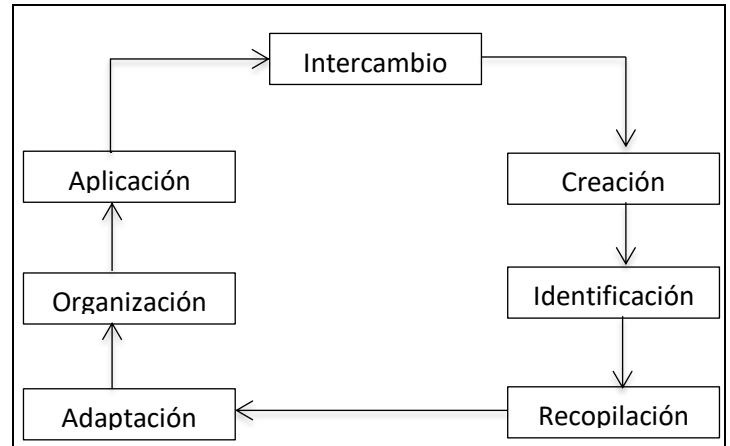 Intercambio
Aplicación
Creación
Organización
Identificación
Adaptación
Recopilación